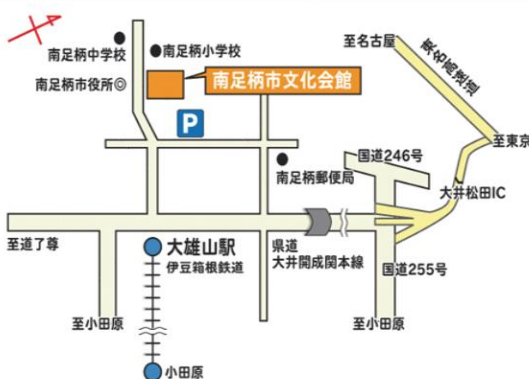 南足柄中学校
南足柄小学校
南足柄市役所◎
南足柄市文化会館
P
至名古屋
東名高速道
至東京
国道246号
大井松田IC
南足柄郵便局
至道了尊
大雄山駅
伊豆箱根鉄道
県道
大井開成関本線
国道255号
至小田原
至小田原
小田原